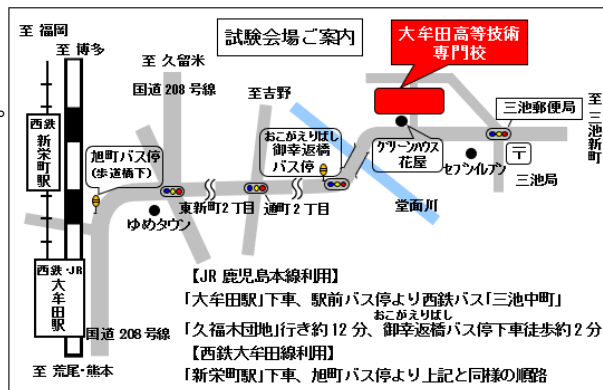 至 福岡
至 博多
試験会場ご案内
大牟田高等技術
専門校
至 久留米
国道 208 号線
至吉野
三池郵便局
至 三池新町
西鉄
新栄町駅
旭町バス停
(歩道橋下)
おこがえりばし
御幸返橋
バス停
グリーンハウス
花屋
セブンイレブン
〒
三池局
東新町2丁目
通町2丁目
ゆめタウン
堂面川
西鉄・JR
大牟田駅
国道 208 号線
至 荒尾・熊本
【JR 鹿児島本線利用】
「大牟田駅」下車、駅前バス停より西鉄バス「三池中町」
おこがえりばし
「久福木団地」行き約 12 分、御幸返橋バス停下車徒歩約 2 分
【西鉄大牟田線利用】
「新栄町駅」下車、旭町バス停より上記と同様の順路